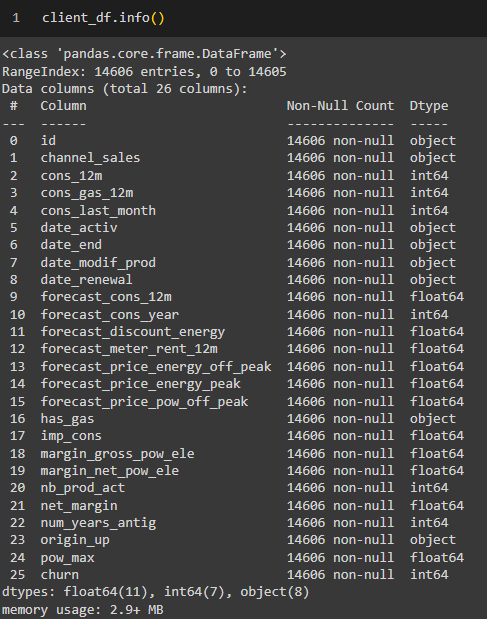 1 client_df.info()
<class 'pandas.core.frame.DataFrame'>
RangeIndex: 14606 entries, 0 to 14605
Data columns (total 26 columns):
 #   Column                          Non-Null Count  Dtype
---  ------                          --------------  -----
 0   id                              14606 non-null  object
 1   channel_sales                   14606 non-null  object
 2   cons_12m                        14606 non-null  int64
 3   cons_gas_12m                    14606 non-null  int64
 4   cons_last_month                 14606 non-null  int64
 5   date_activ                      14606 non-null  object
 6   date_end                        14606 non-null  object
 7   date_modif_prod                 14606 non-null  object
 8   date_renewal                    14606 non-null  object
 9   forecast_cons_12m               14606 non-null  float64
 10  forecast_cons_year              14606 non-null  int64
 11  forecast_discount_energy        14606 non-null  float64
 12  forecast_meter_rent_12m         14606 non-null  float64
 13  forecast_price_energy_off_peak  14606 non-null  float64
 14  forecast_price_energy_peak      14606 non-null  float64
 15  forecast_price_pow_off_peak     14606 non-null  float64
 16  has_gas                         14606 non-null  object
 17  imp_cons                        14606 non-null  float64
 18  margin_gross_pow_ele            14606 non-null  float64
 19  margin_net_pow_ele              14606 non-null  float64
 20  nb_prod_act                     14606 non-null  int64
 21  net_margin                      14606 non-null  float64
 22  num_years_antig                 14606 non-null  int64
 23  origin_up                       14606 non-null  object
 24  pow_max                         14606 non-null  float64
 25  churn                           14606 non-null  int64
dtypes: float64(11), int64(7), object(8)
memory usage: 2.9+ MB